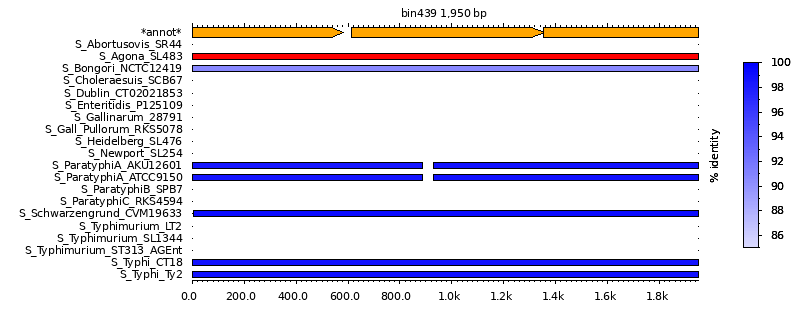 bin439 1,950 bp
*annot*
S_Abortusovis_SR44
S_Agona_SL483
S_Bongori_NCTC12419
S_Choleraesuis_SCB67
S_Dublin_CT02021853
S_Enteritidis_P125109
S_Gallinarum_28791
S_Gall_Pullorum_RKS5078
S_Heidelberg_SL476
S_Newport_SL254
S_ParatyphiA_AKU12601
S_ParatyphiA_ATCC9150
S_ParatyphiB_SPB7
S_ParatyphiC_RKS4594
S_Schwarzengrund_CVM19633
S_Typhimurium_LT2
S_Typhimurium_SL1344
S_Typhimurium_ST313_AGEnt
S_Typhi_CT18
S_Typhi_Ty2
0.0 200.0 400.0 600.0 800.0 1.0k 1.2k 1.4k 1.6k 1.8k
100
98
96
94
92
90
88
86
% identity